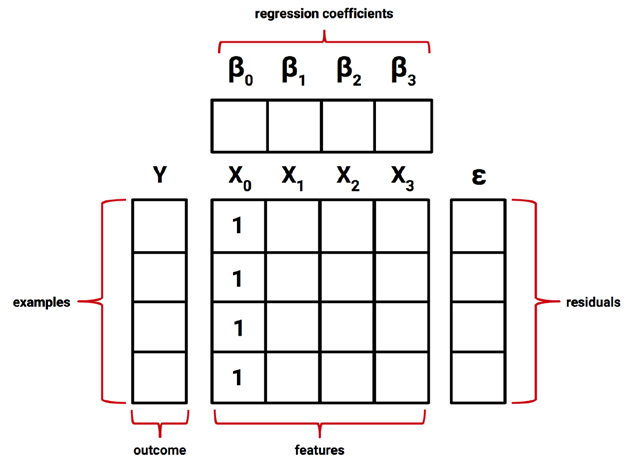 regression coefficients
β0 β1 β2 β3
Y X0 X1 X2 X3 ε
1
1
examples residuals
1
1
outcome features